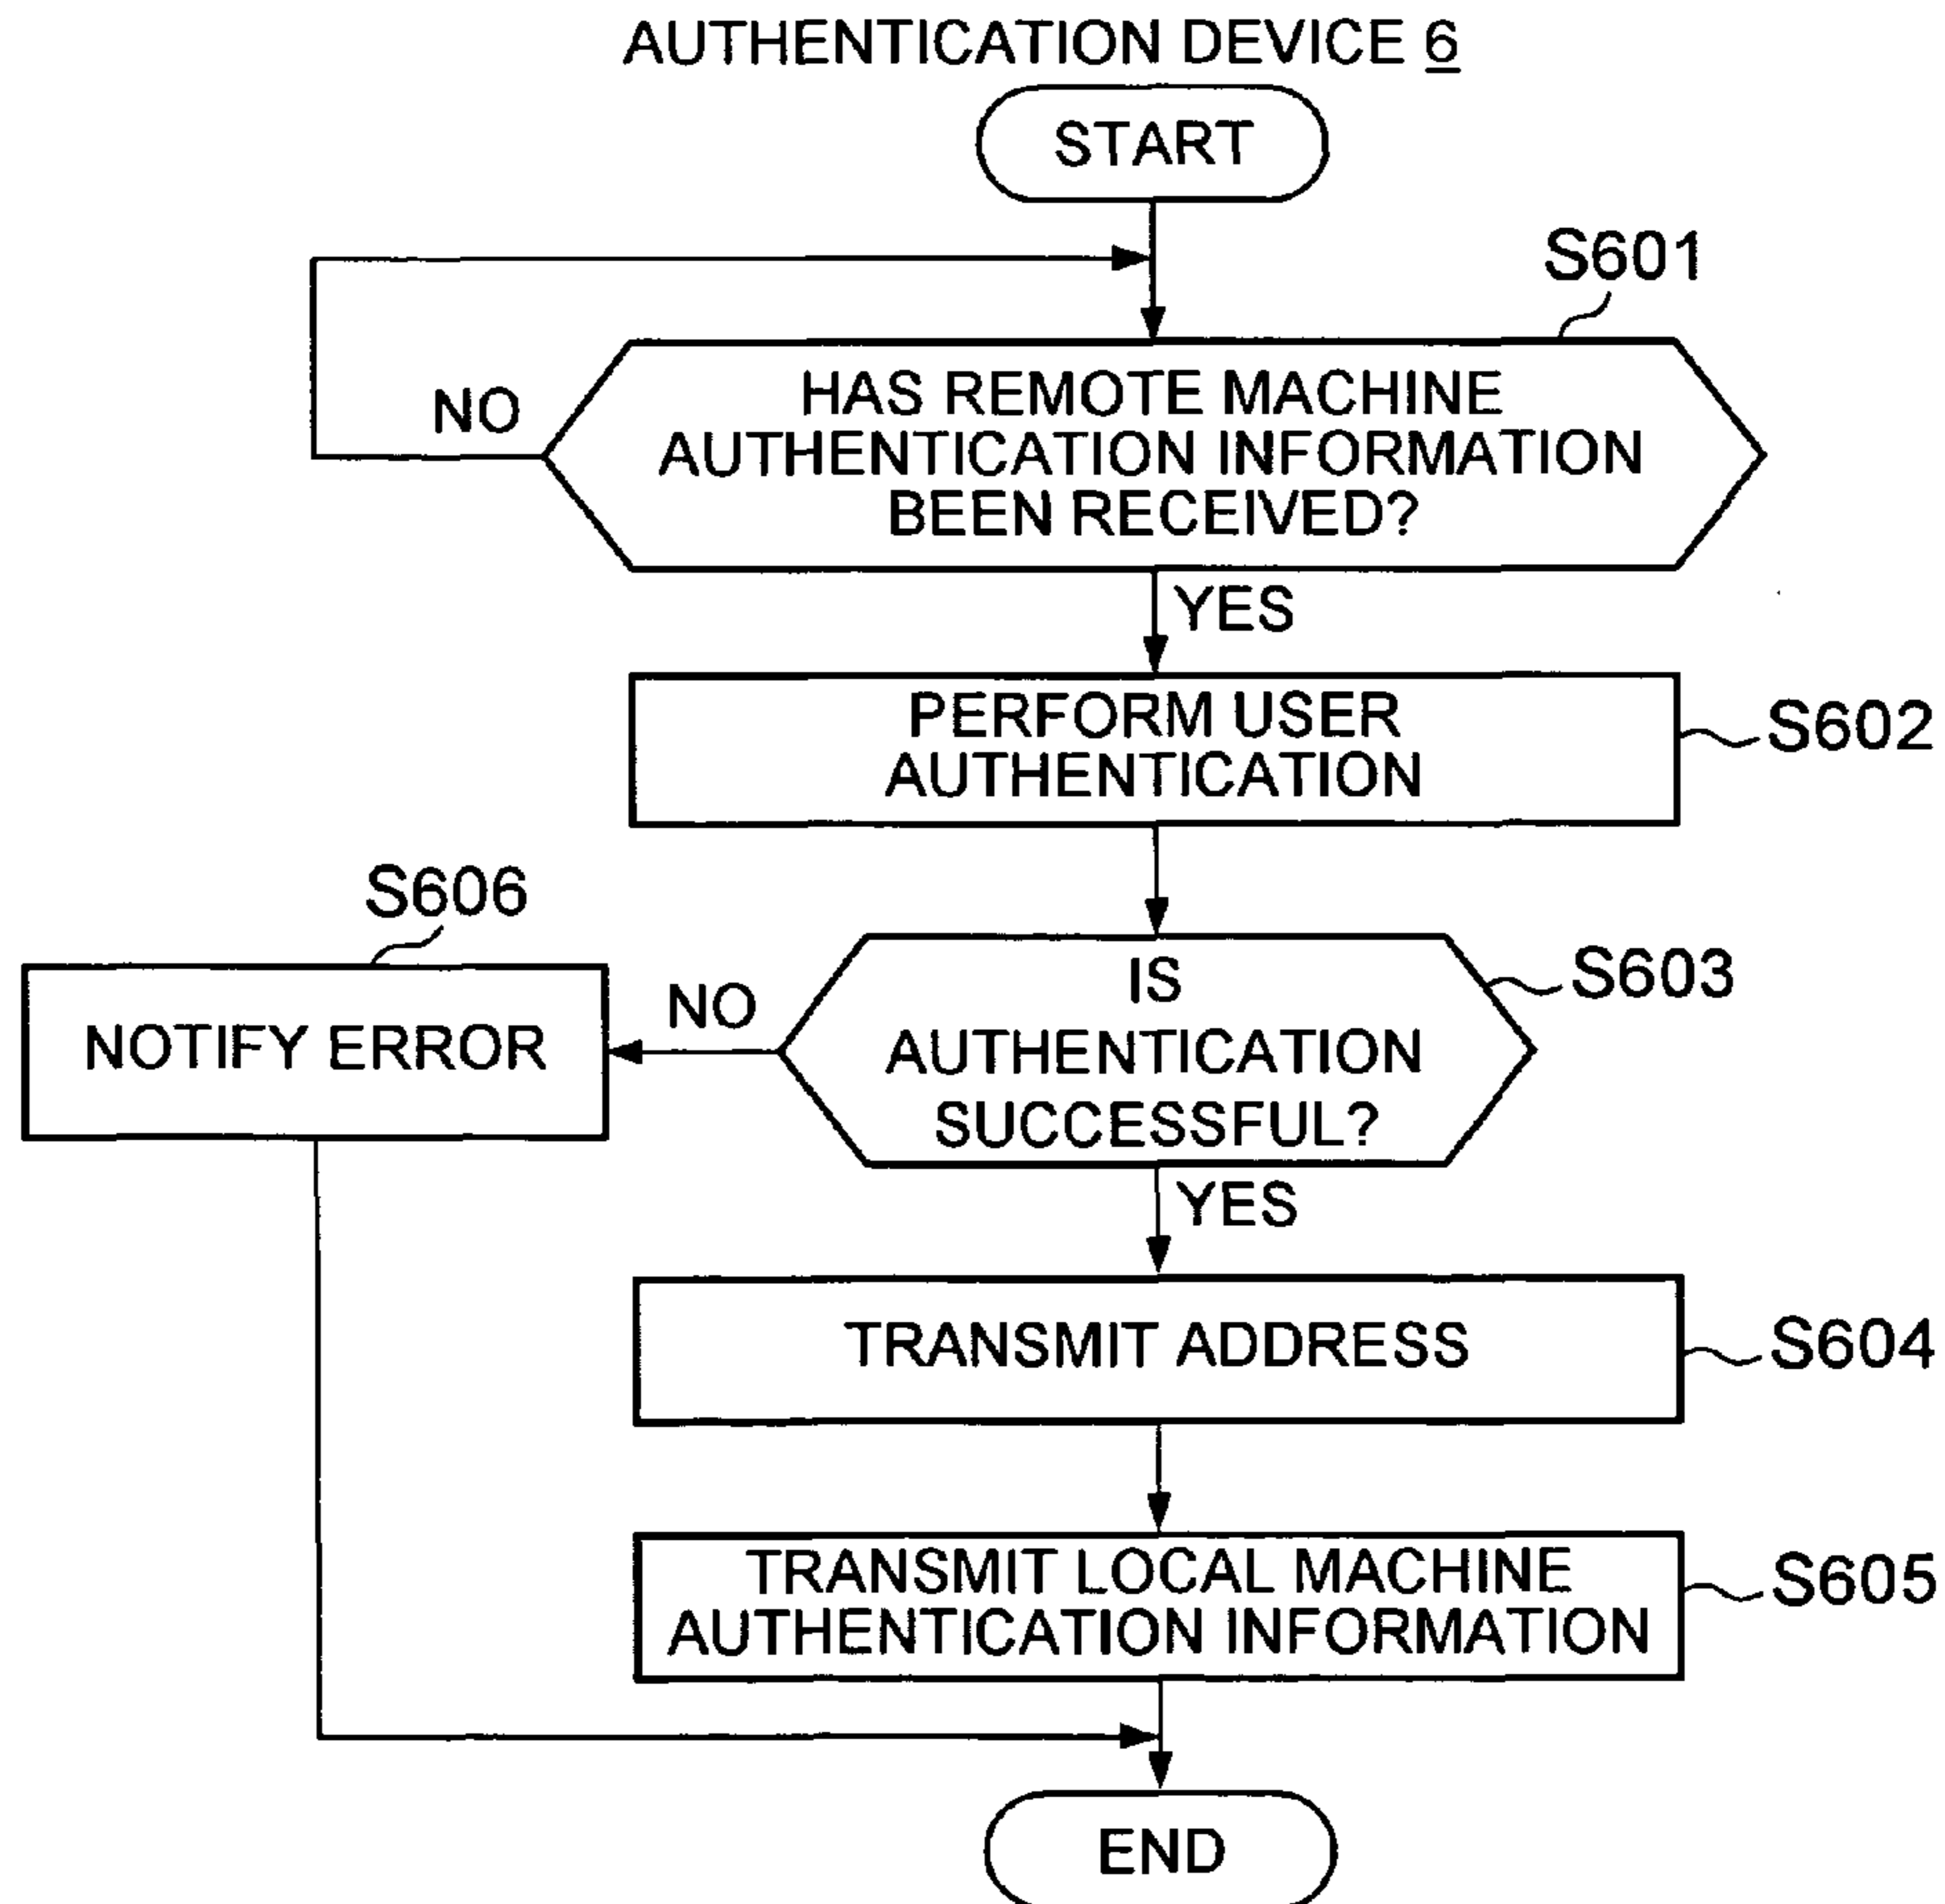 AUTHENTICATION DEVICE 6
START
S601
HAS REMOTE MACHINE
AUTHENTICATION INFORMATION
BEEN RECEIVED?
NO
YES
PERFORM USER
AUTHENTICATION
S602
S606
NOTIFY ERROR
NO
IS
AUTHENTICATION
SUCCESSFUL?
S603
YES
TRANSMIT ADDRESS
S604
TRANSMIT LOCAL MACHINE
AUTHENTICATION INFORMATION
S605
END